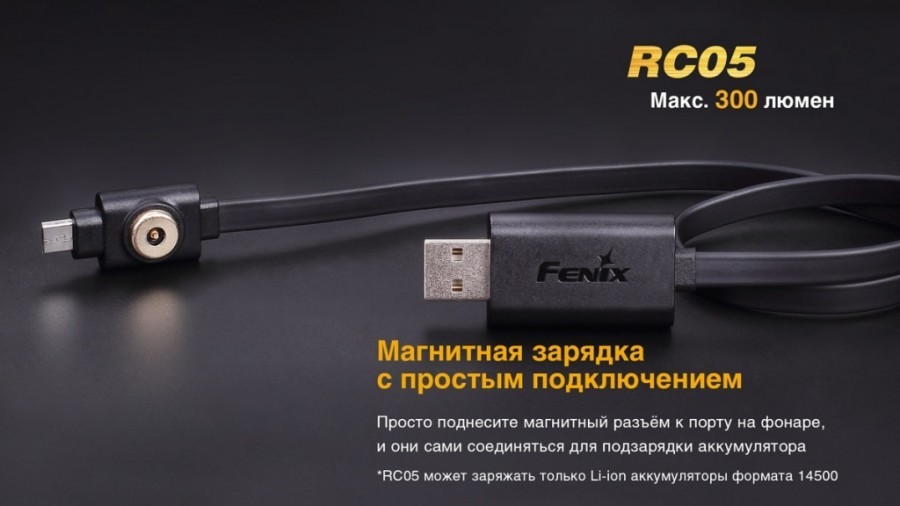 RC05
Макс. 300 люмен
FENIX
Магнитная зарядка
с простым подключением
Просто поднесите магнитный разъём к порту на фонаре,
и они сами соединяться для подзарядки аккумулятора
*RC05 может заряжать только Li-ion аккумуляторы формата 14500